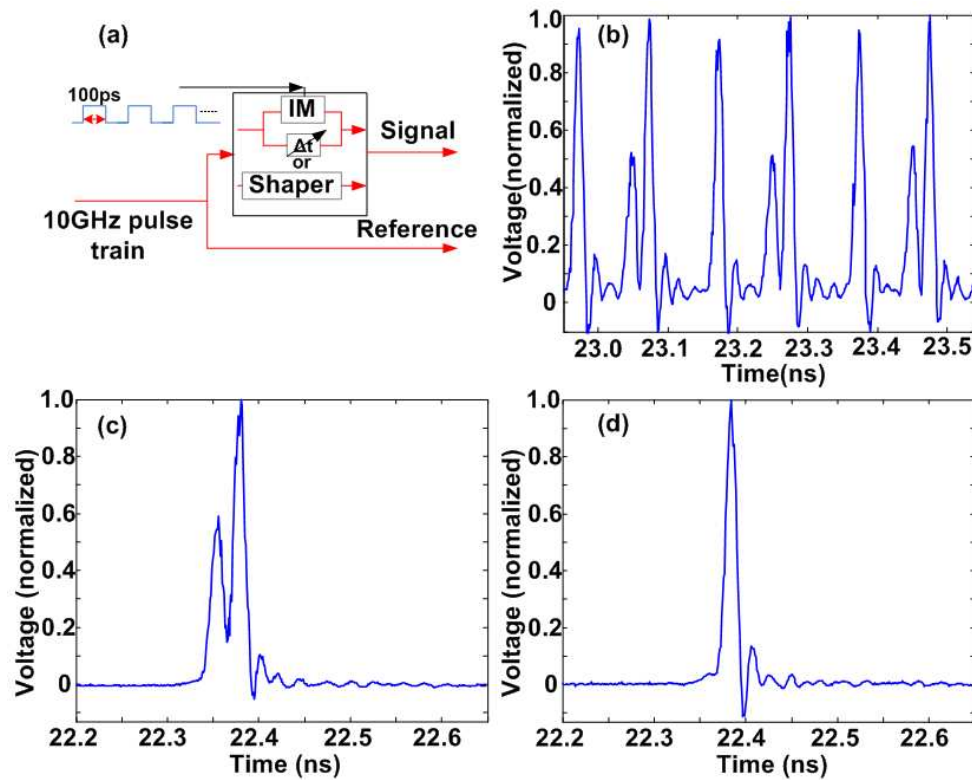 (a)
100ps
IM
Δt
or
Shaper
Signal
10GHz pulse
train
Reference
(b)
Voltage(normalized)
1.0
0.8
0.6
0.4
0.2
0
23.0 23.1 23.2 23.3 23.4 23.5
Time(ns)
(c)
Voltage (normalized)
1.0
0.8
0.6
0.4
0.2
0
22.2 22.3 22.4 22.5 22.6
Time (ns)
(d)
Voltage (normalized)
1.0
0.8
0.6
0.4
0.2
0
22.2 22.3 22.4 22.5 22.6
Time (ns)